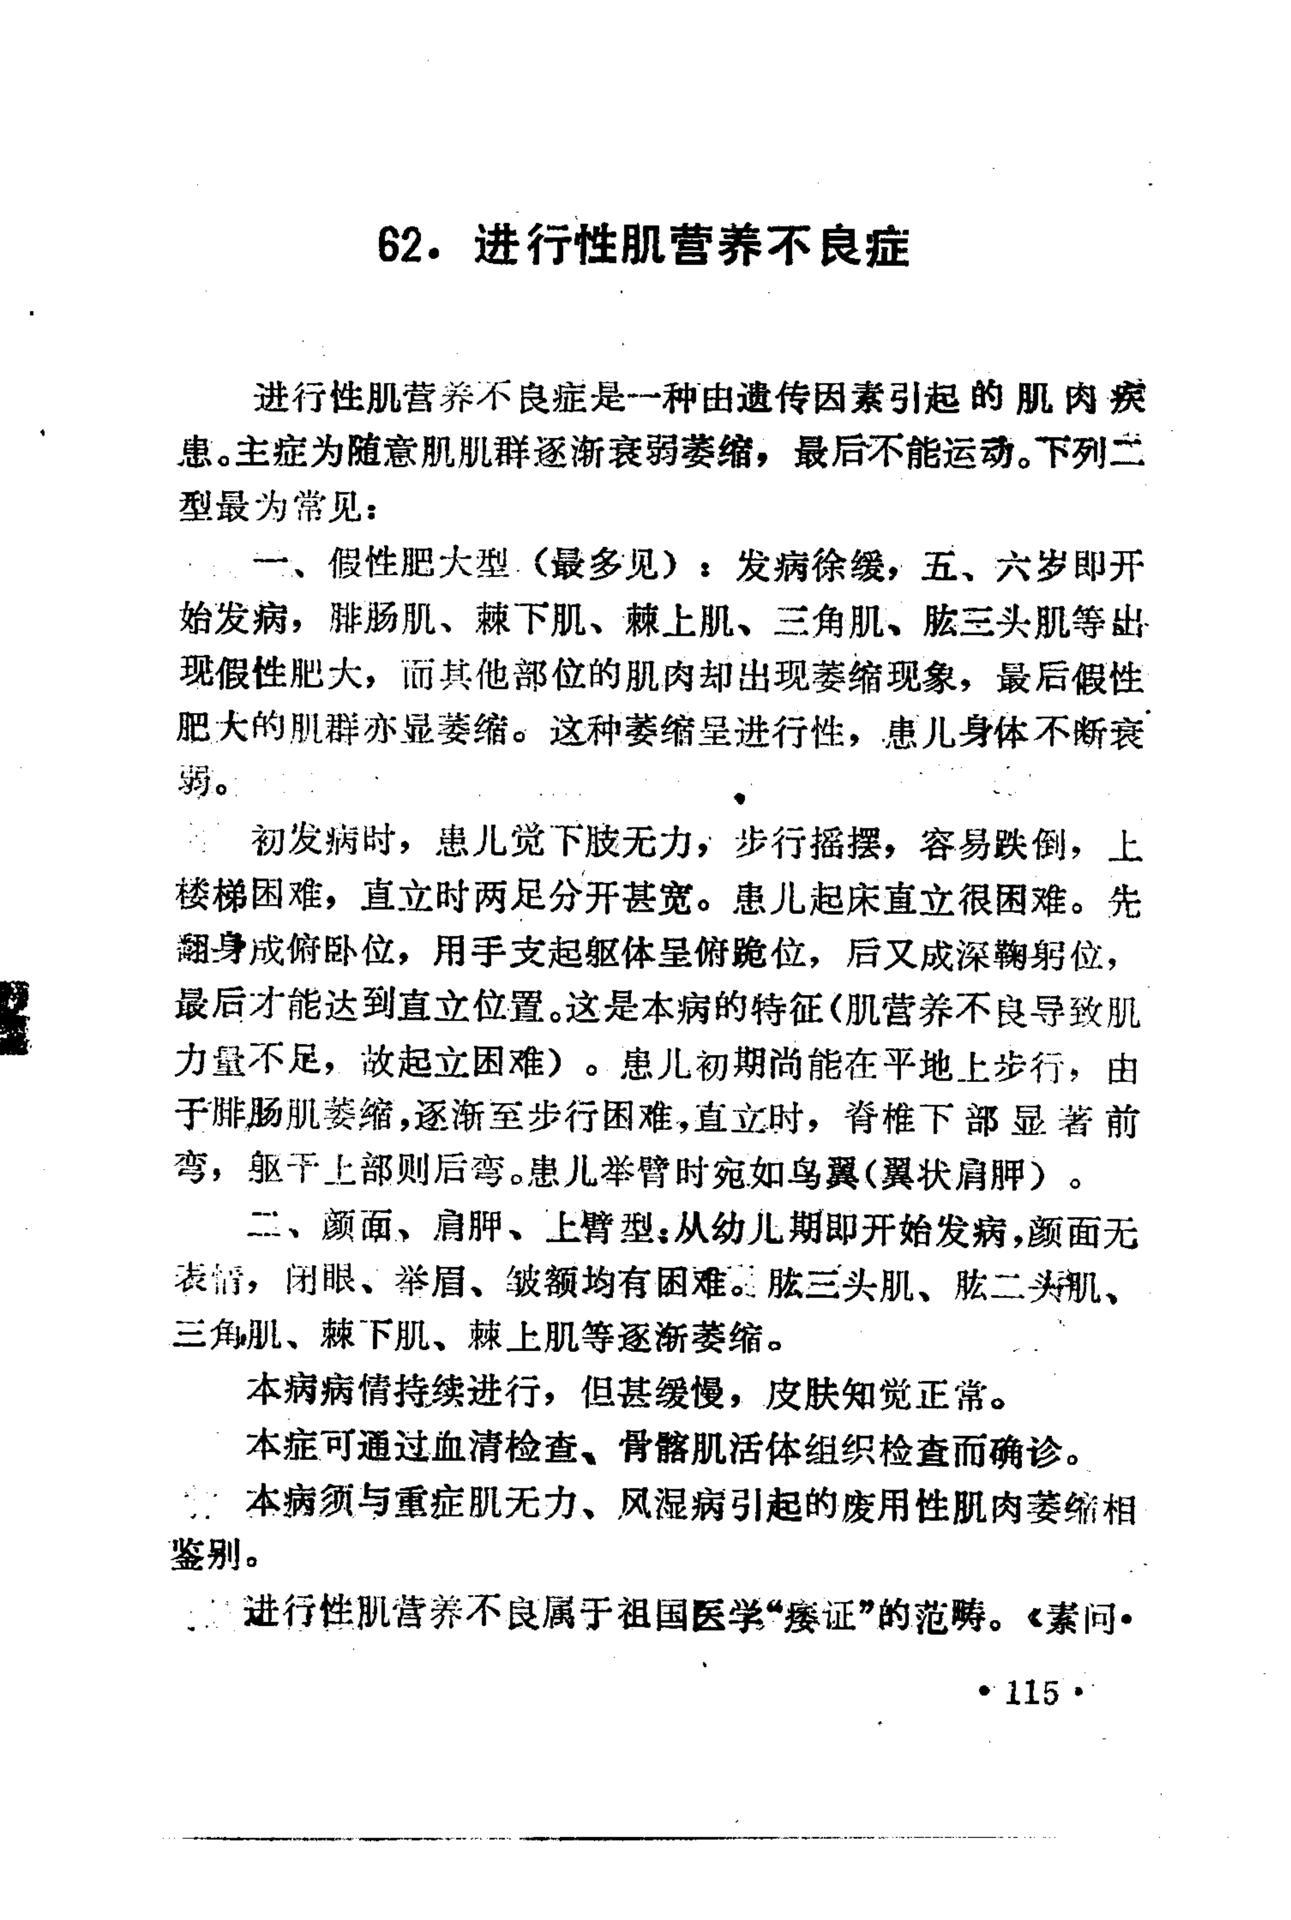 62. 进行性肌营养不良症
进行性肌营养不良症是一种由遗传因素引起的肌肉疾
患。主症为随意肌肌群逐渐衰弱萎缩，最后不能运动。下列二
型最为常见：
一、假性肥大型（最多见）：发病徐缓，五、六岁即开
始发病，腓肠肌、棘下肌、棘上肌、三角肌、肱三头肌等出
现假性肥大，而其他部位的肌肉却出现萎缩现象，最后假性
肥大的肌群亦显萎缩。这种萎缩呈进行性，患儿身体不断衰
弱。
初发病时，患儿觉下肢无力，步行摇摆，容易跌倒，上
楼梯困难，直立时两足分开甚宽。患儿起床直立很困难。先
翻身成俯卧位，用手支起躯体呈俯跪位，后又成深鞠躬位，
最后才能达到直立位置。这是本病的特征（肌营养不良导致肌
力量不足，故起立困难）。患儿初期尚能在平地上步行，由
于腓肠肌萎缩，逐渐至步行困难，直立时，脊椎下部显著前
弯，躯干上部则后弯。患儿举臂时宛如鸟翼（翼状肩胛）。
二、颜面、肩胛、上臂型：从幼儿期即开始发病，颜面无
表情，闭眼、举眉、皱额均有困难。肱三头肌、肱二头肌、
三角肌、棘下肌、棘上肌等逐渐萎缩。
本病病情持续进行，但甚缓慢，皮肤知觉正常。
本症可通过血清检查、骨髂肌活体组织检查而确诊。
本病须与重症肌无力、风湿病引起的废用性肌肉萎缩相
鉴别。
进行性肌营养不良属于祖国医学“痿证”的范畴。《素问·
·115·